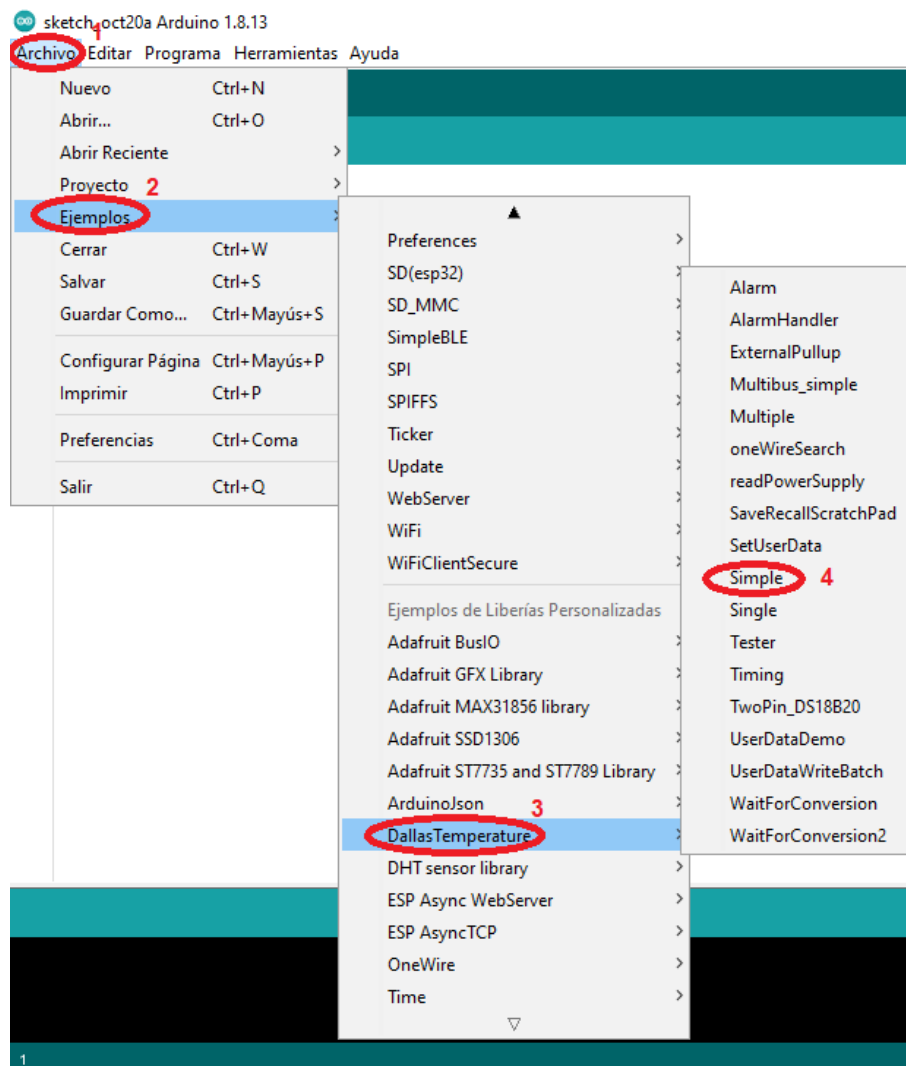 sketch_oct20a Arduino 1.8.13
1
Archivo Editar Programa Herramientas Ayuda
Nuevo Ctrl+N
Abrir... Ctrl+O
Abrir Reciente >
Proyecto 2 >
Ejemplos >
Cerrar Ctrl+W
Salvar Ctrl+S
Guardar Como... Ctrl+Mayús+S
Configurar Página Ctrl+Mayús+P
Imprimir Ctrl+P
Preferencias Ctrl+Coma
Salir Ctrl+Q
Preferences >
SD(esp32) >
SD_MMC >
SimpleBLE >
SPI >
SPIFFS >
Ticker >
Update >
WebServer >
WiFi >
WiFiClientSecure >
Ejemplos de Liberías Personalizadas
Adafruit BusIO >
Adafruit GFX Library >
Adafruit MAX31856 library >
Adafruit SSD1306 >
Adafruit ST7735 and ST7789 Library >
ArduinoJson >
3
DallasTemperature >
DHT sensor library >
ESP Async WebServer >
ESP AsyncTCP >
OneWire >
Time >
Alarm
AlarmHandler
ExternalPullup
Multibus_simple
Multiple
oneWireSearch
readPowerSupply
SaveRecallScratchPad
SetUserData
Simple 4
Single
Tester
Timing
TwoPin_DS18B20
UserDataDemo
UserDataWriteBatch
WaitForConversion
WaitForConversion2
1